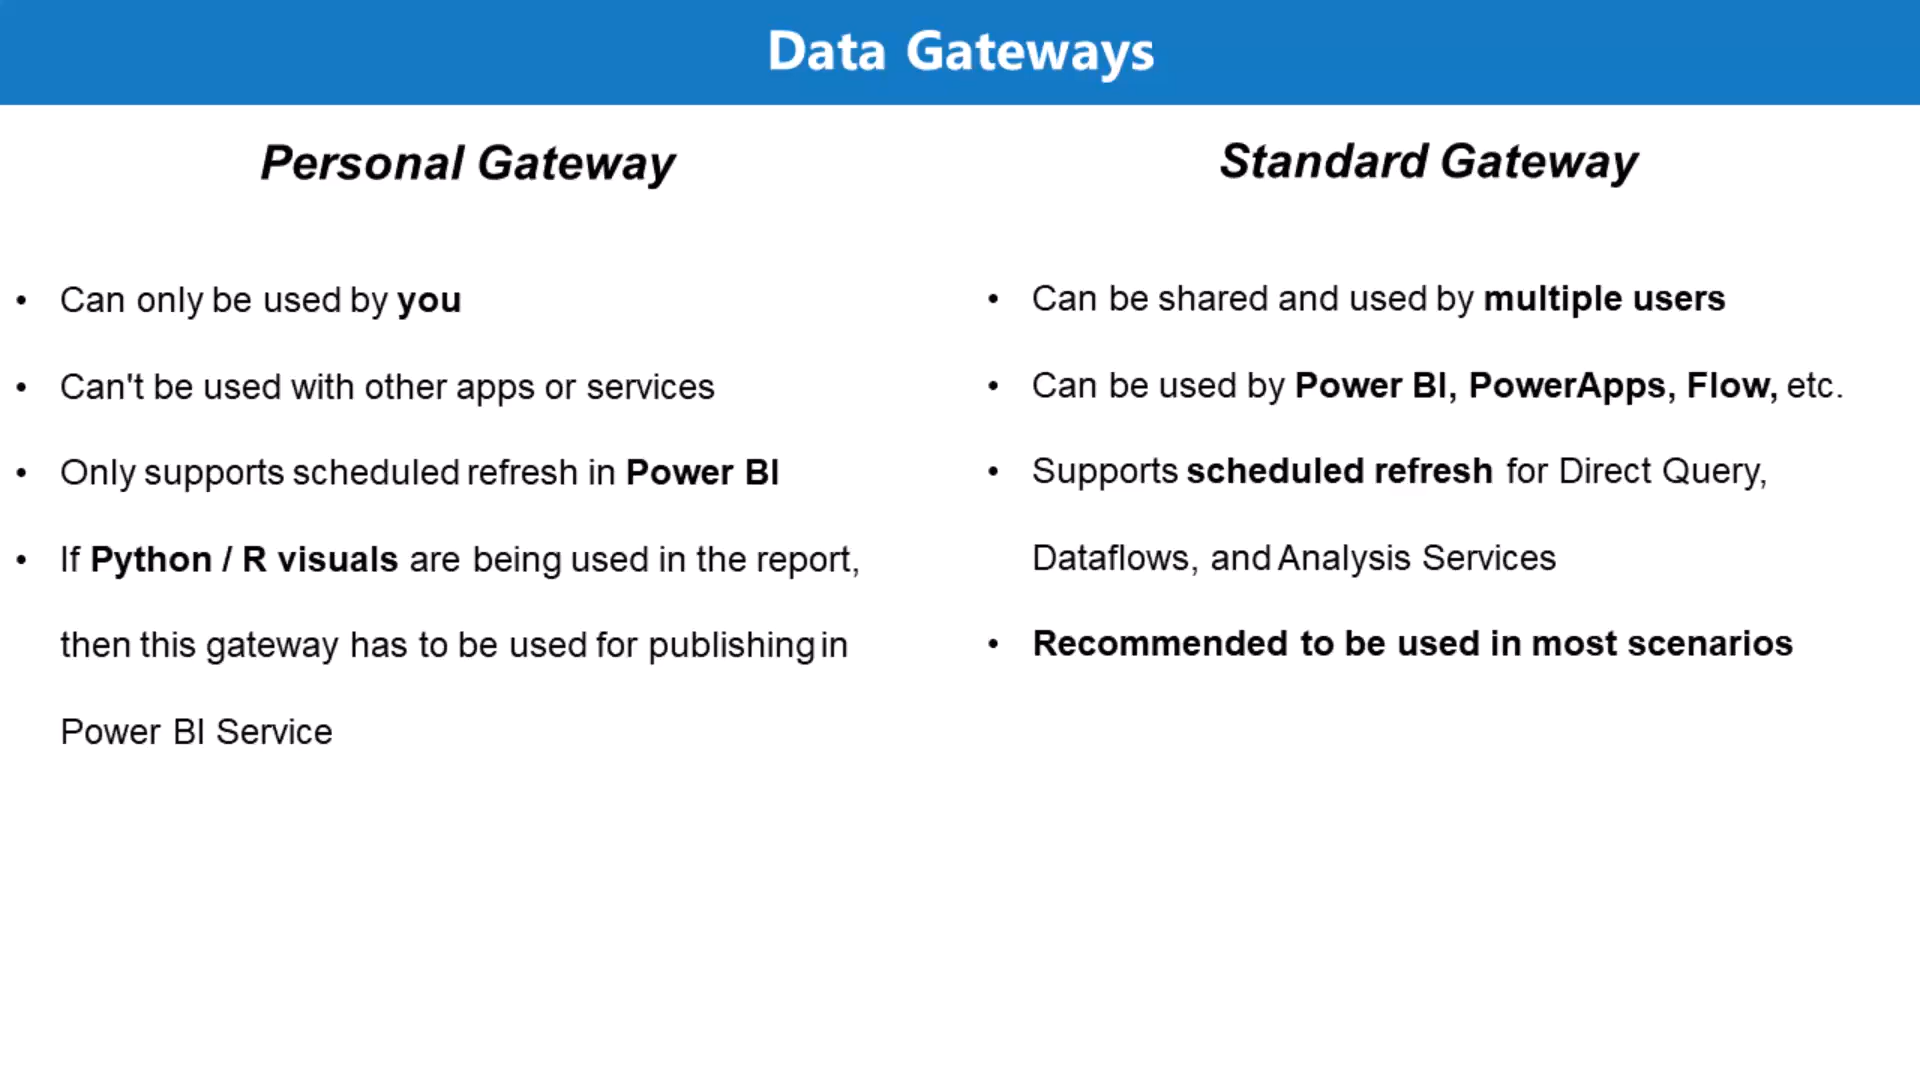 Data Gateways
Personal Gateway
• Can only be used by you
• Can't be used with other apps or services
• Only supports scheduled refresh in Power BI
• If Python / R visuals are being used in the report,
then this gateway has to be used for publishing in
Power BI Service
Standard Gateway
• Can be shared and used by multiple users
• Can be used by Power BI, PowerApps, Flow, etc.
• Supports scheduled refresh for Direct Query,
Dataflows, and Analysis Services
• Recommended to be used in most scenarios